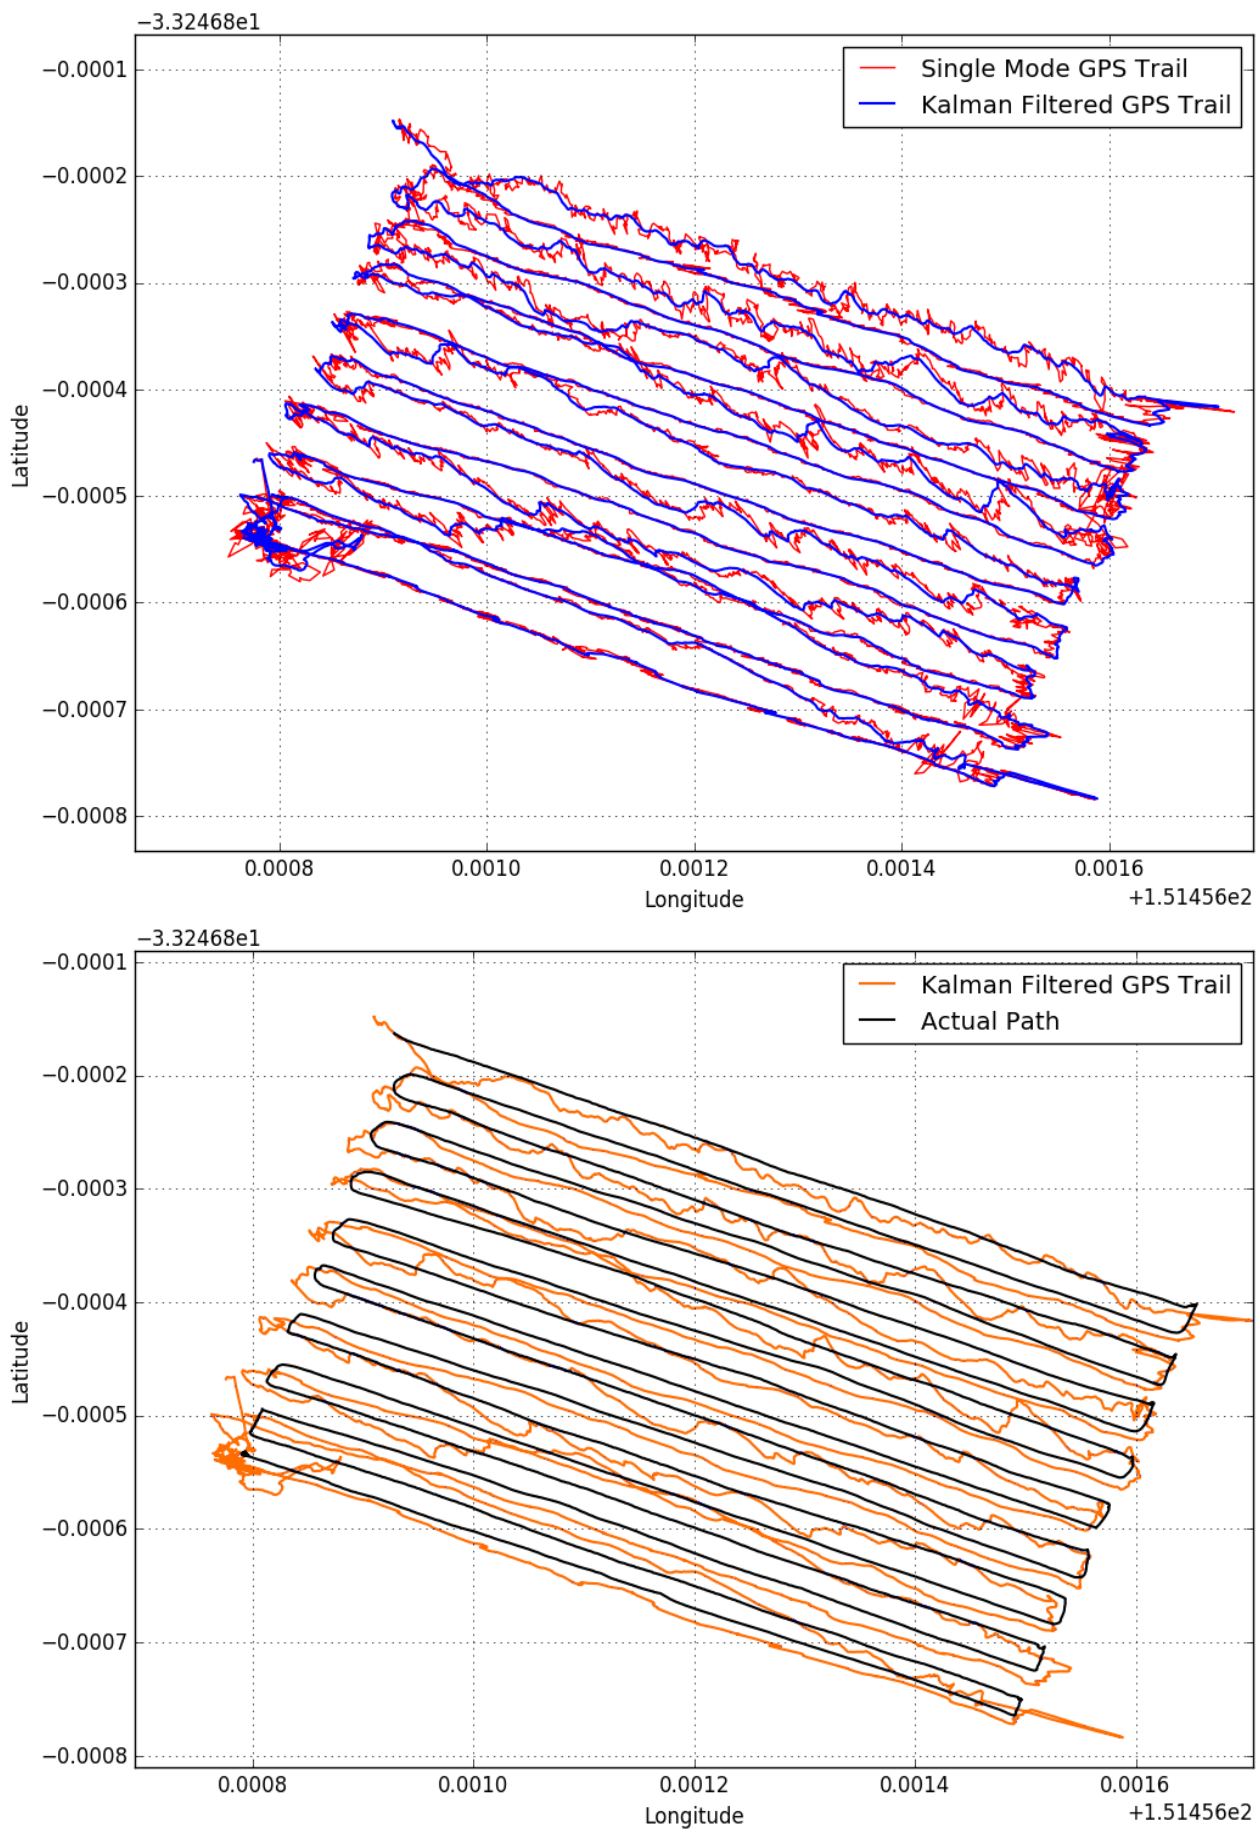 −3.32468e1
Single Mode GPS Trail
Kalman Filtered GPS Trail
−0.0001
−0.0002
−0.0003
−0.0004
−0.0005
−0.0006
−0.0007
−0.0008
Latitude
0.0008 0.0010 0.0012 0.0014 0.0016
Longitude
+1.51456e2
−3.32468e1
Kalman Filtered GPS Trail
Actual Path
−0.0001
−0.0002
−0.0003
−0.0004
−0.0005
−0.0006
−0.0007
−0.0008
Latitude
0.0008 0.0010 0.0012 0.0014 0.0016
Longitude
+1.51456e2